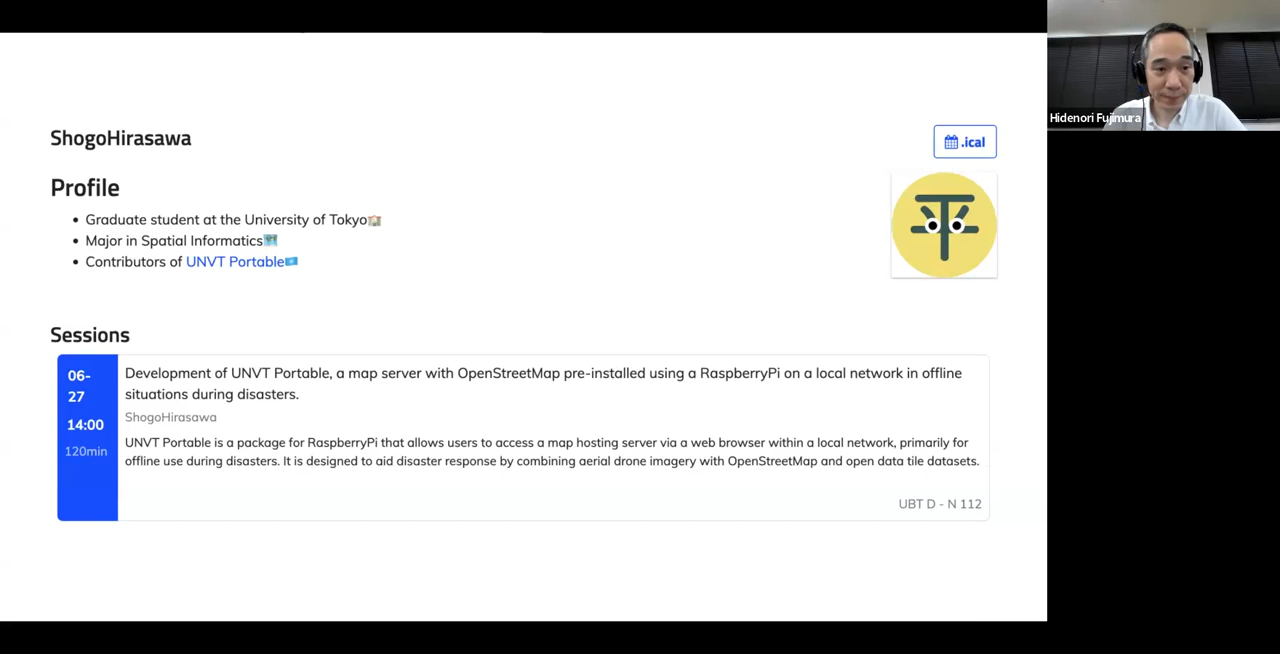 Hidenori Fujimura
ShogoHirasawa
.ical
Profile
Graduate student at the University of Tokyo🏫
Major in Spatial Informatics🗺️
Contributors of UNVT Portable🇺🇳
平
Sessions
06-
27
14:00
120min
Development of UNVT Portable, a map server with OpenStreetMap pre-installed using a RaspberryPi on a local network in offline
situations during disasters.
ShogoHirasawa
UNVT Portable is a package for RaspberryPi that allows users to access a map hosting server via a web browser within a local network, primarily for
offline use during disasters. It is designed to aid disaster response by combining aerial drone imagery with OpenStreetMap and open data tile datasets.
UBT D - N 112